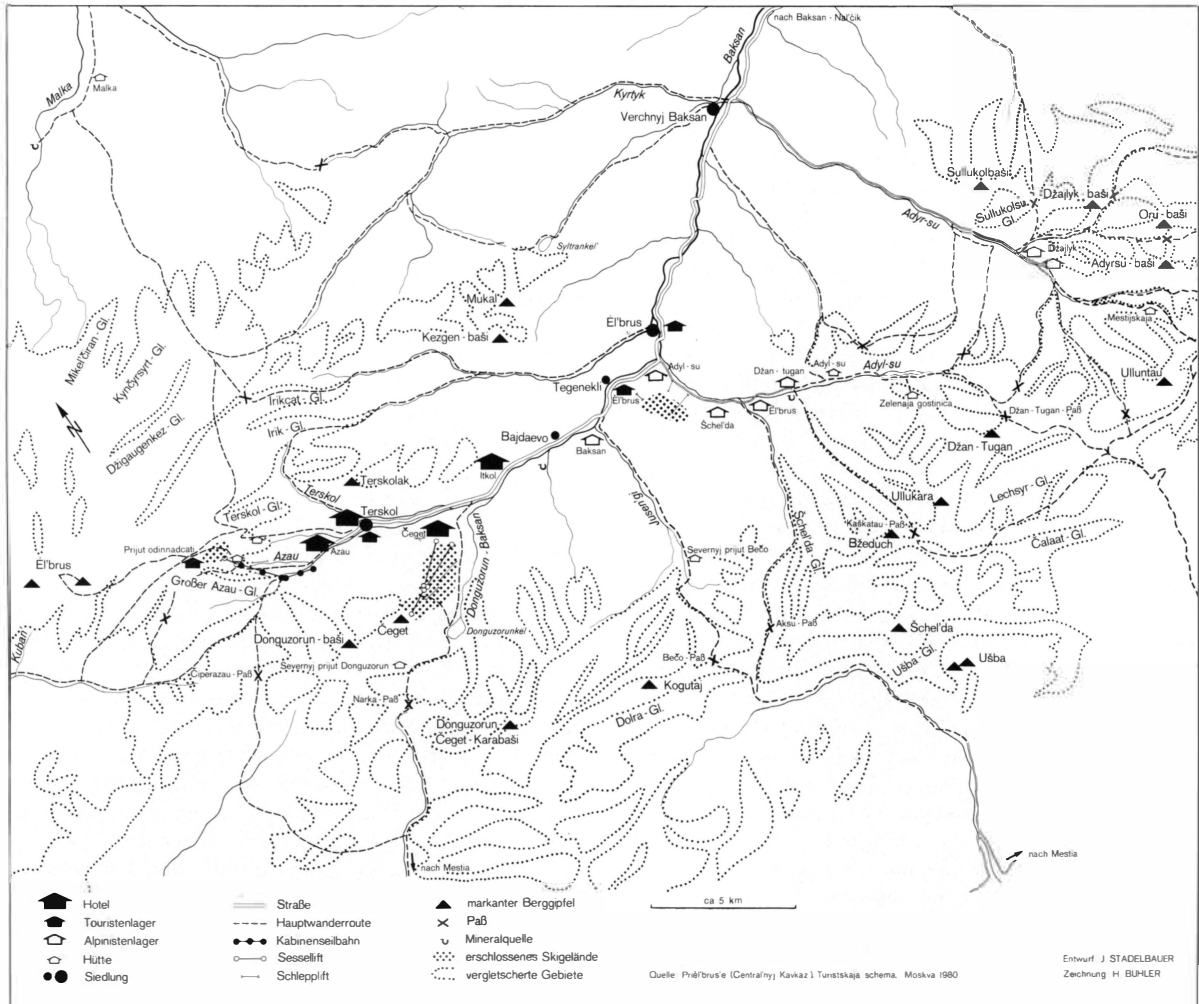 nach Baksan - Nal'čik
Baksan
Malka
Malka
Kyrtyk
Verchnyj Baksan
Sullukolbaši
Džajlyk - baši
Sullukolsu Gl.
Oru - baši
Adyr-su
Džajlyk
Adyrsu - baši
Syltrankel'
Mukal
Mestijskaja
Kezgen - baši
Él'brus
Mikel'čiran Gl.
Kynčyrsyrt - Gl.
Džigaugenkez - Gl.
Adyl - su
Džan - tugan
Adyl - su
Adyl-su
Ulluntau
Tegenekli
Él'brus
Él'brus
Zelenaja gostinica
Irikčat - Gl.
Schel'da
Džan - Tugan - Paß
Irik - Gl.
Bajdaevo
Baksan
Džan - Tugan
N
Itkol
Terskolak
Terskol
Ullukara
Lechsyr - Gl.
Terskol - Gl.
Terskol
Čeget
Donguzorun Baksan
Jusen'gi
Schel'da Gl.
Kaškatau - Paß
Bžeduch
Čalaat - Gl.
Prijut odinnadcati
Azau
Azau
Severnyj prijut Bečo
Él'brus
Großer Azau - Gl.
Čeget
Donguzorunkel
Aksu - Paß
Schel'da
Kuban
Donguzorun - baši
Severnyj prijut Donguzorun
Čiperazau - Paß
Bečo - Paß
Ušba - Gl.
Ušba
Narka - Paß
Kogutaj
Dolra - Gl.
Donguzorun -
Čeget - Karabaši
nach Mestia
nach Mestia
Hotel
Touristenlager
Alpinistenlager
Hütte
Siedlung
Straße
Hauptwanderroute
Kabinenseilbahn
Sessellift
Schlepplift
markanter Berggipfel
Paß
Mineralquelle
erschlossenes Skigelände
vergletscherte Gebiete
ca 5 km
Quelle Priél'brus'e (Central'nyj Kavkaz) Turistskaja schema, Moskva 1980
Entwurf J STADELBAUER
Zeichnung H BÜHLER